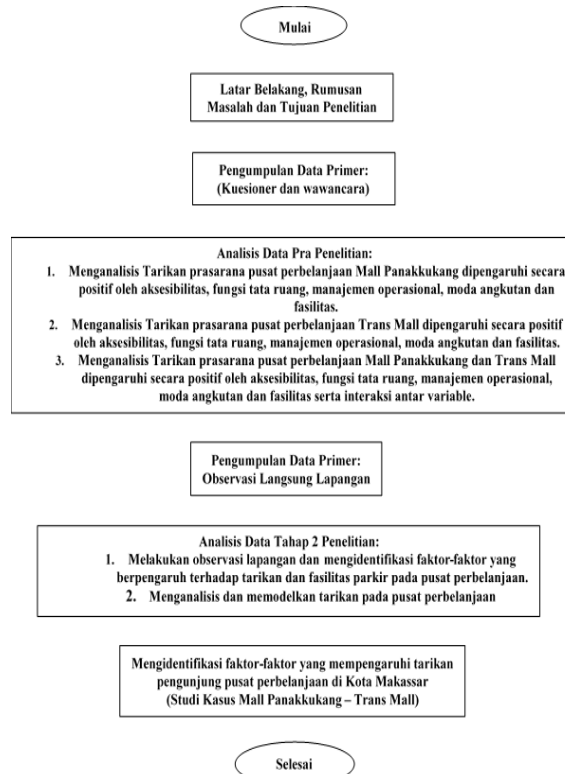 Mulai
Latar Belakang, Rumusan
Masalah dan Tujuan Penelitian
Pengumpulan Data Primer:
(Kuesioner dan wawancara)
Analisis Data Pra Penelitian:
1. Menganalisis Tarikan prasarana pusat perbelanjaan Mall Panakkukang dipengaruhi secara
positif oleh aksesibilitas, fungsi tata ruang, manajemen operasional, moda angkutan dan
fasilitas.
2. Menganalisis Tarikan prasarana pusat perbelanjaan Trans Mall dipengaruhi secara positif
oleh aksesibilitas, fungsi tata ruang, manajemen operasional, moda angkutan dan fasilitas.
3. Menganalisis Tarikan prasarana pusat perbelanjaan Mall Panakkukang dan Trans Mall
dipengaruhi secara positif oleh aksesibilitas, fungsi tata ruang, manajemen operasional,
moda angkutan dan fasilitas serta interaksi antar variable.
Pengumpulan Data Primer:
Observasi Langsung Lapangan
Analisis Data Tahap 2 Penelitian:
1. Melakukan observasi lapangan dan mengidentifikasi faktor-faktor yang
berpengaruh terhadap tarikan dan fasilitas parkir pada pusat perbelanjaan.
2. Menganalisis dan memodelkan tarikan pada pusat perbelanjaan
Mengidentifikasi faktor-faktor yang mempengaruhi tarikan
pengunjung pusat perbelanjaan di Kota Makassar
(Studi Kasus Mall Panakkukang – Trans Mall)
Selesai